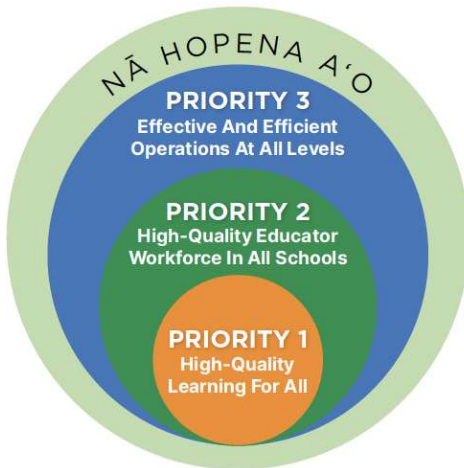 NĀ HOPENA AʻO
PRIORITY 3
Effective And Efficient
Operations At All Levels
PRIORITY 2
High-Quality Educator
Workforce In All Schools
PRIORITY 1
High-Quality
Learning For All